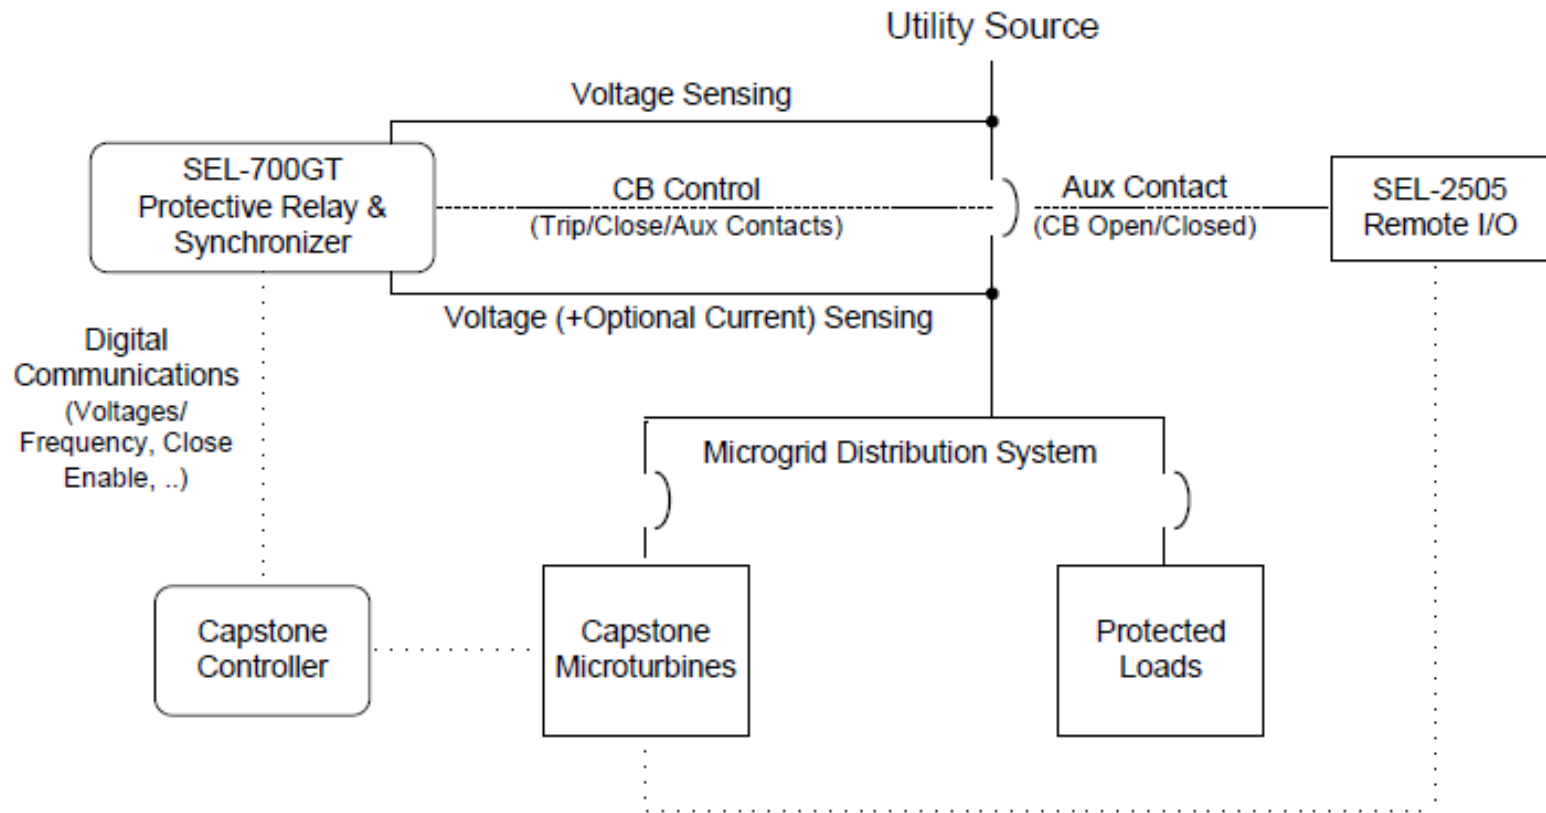 Utility Source
Voltage Sensing
SEL-700GT
Protective Relay &
Synchronizer
CB Control
(Trip/Close/Aux Contacts)
Aux Contact
(CB Open/Closed)
SEL-2505
Remote I/O
Voltage (+Optional Current) Sensing
Digital
Communications
(Voltages/
Frequency, Close
Enable, ..)
Microgrid Distribution System
Capstone
Controller
Capstone
Microturbines
Protected
Loads